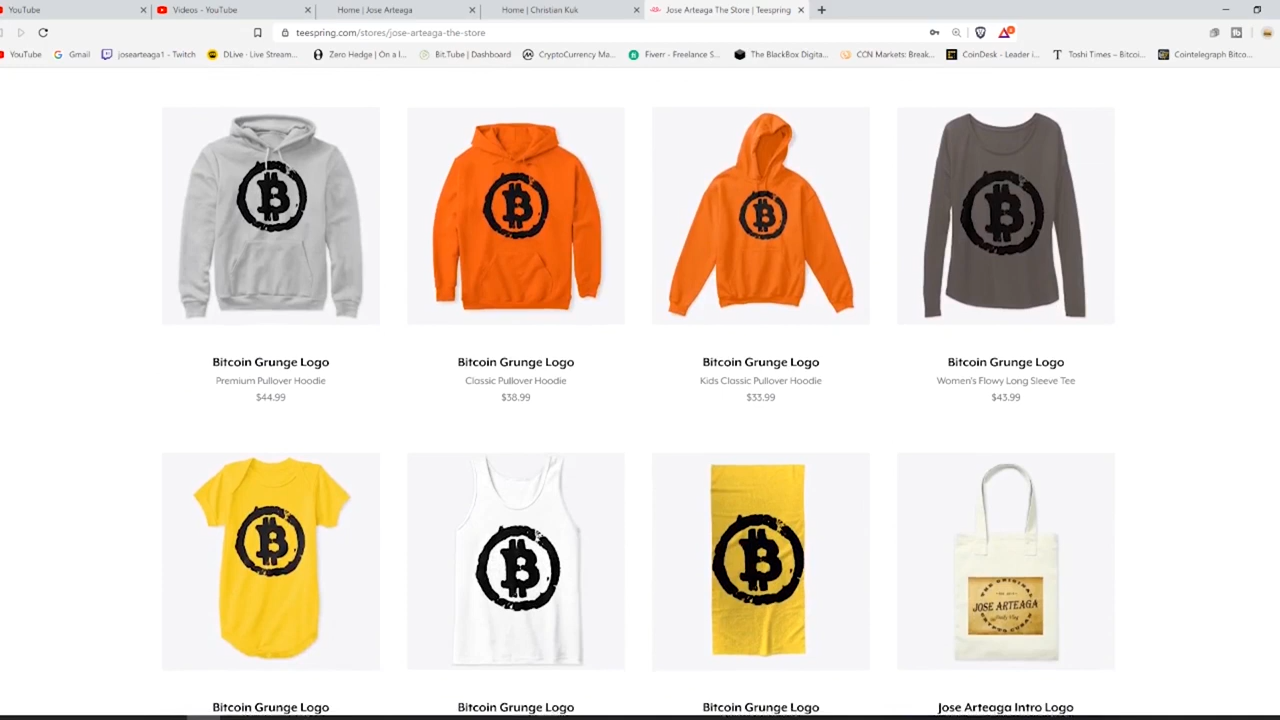 YouTube
Videos - YouTube
Home | Jose Arteaga
Home | Christian Kuk
Jose Arteaga The Store | Teespring
teespring.com/stores/jose-arteaga-the-store
YouTube
Gmail
josearteaga1 - Twitch
DLive · Live Stream...
Zero Hedge | On a l...
Bit.Tube | Dashboard
CryptoCurrency Ma...
Fiverr - Freelance S...
The BlackBox Digita...
CCN Markets: Break...
CoinDesk - Leader i...
Toshi Times – Bitcoi...
Cointelegraph Bitco...
Bitcoin Grunge Logo
Premium Pullover Hoodie
$44.99
Bitcoin Grunge Logo
Classic Pullover Hoodie
$38.99
Bitcoin Grunge Logo
Kids Classic Pullover Hoodie
$33.99
Bitcoin Grunge Logo
Women's Flowy Long Sleeve Tee
$43.99
THE ORIGINAL
JOSE ARTEAGA
Daily Vlog
Bitcoin Grunge Logo
Bitcoin Grunge Logo
Bitcoin Grunge Logo
Jose Arteaga Intro Logo